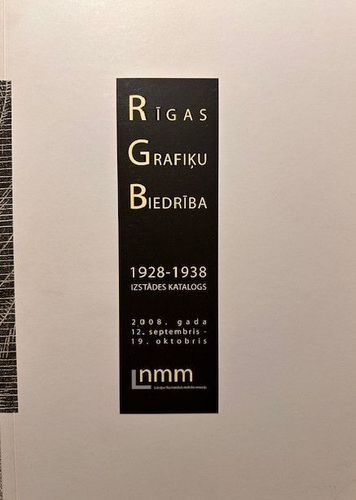 RĪGAS
GRAFIĶU
BIEDRĪBA
1928-1938
IZSTĀDES KATALOGS
2008. gada
12. septembris -
19. oktobris
Lnmm